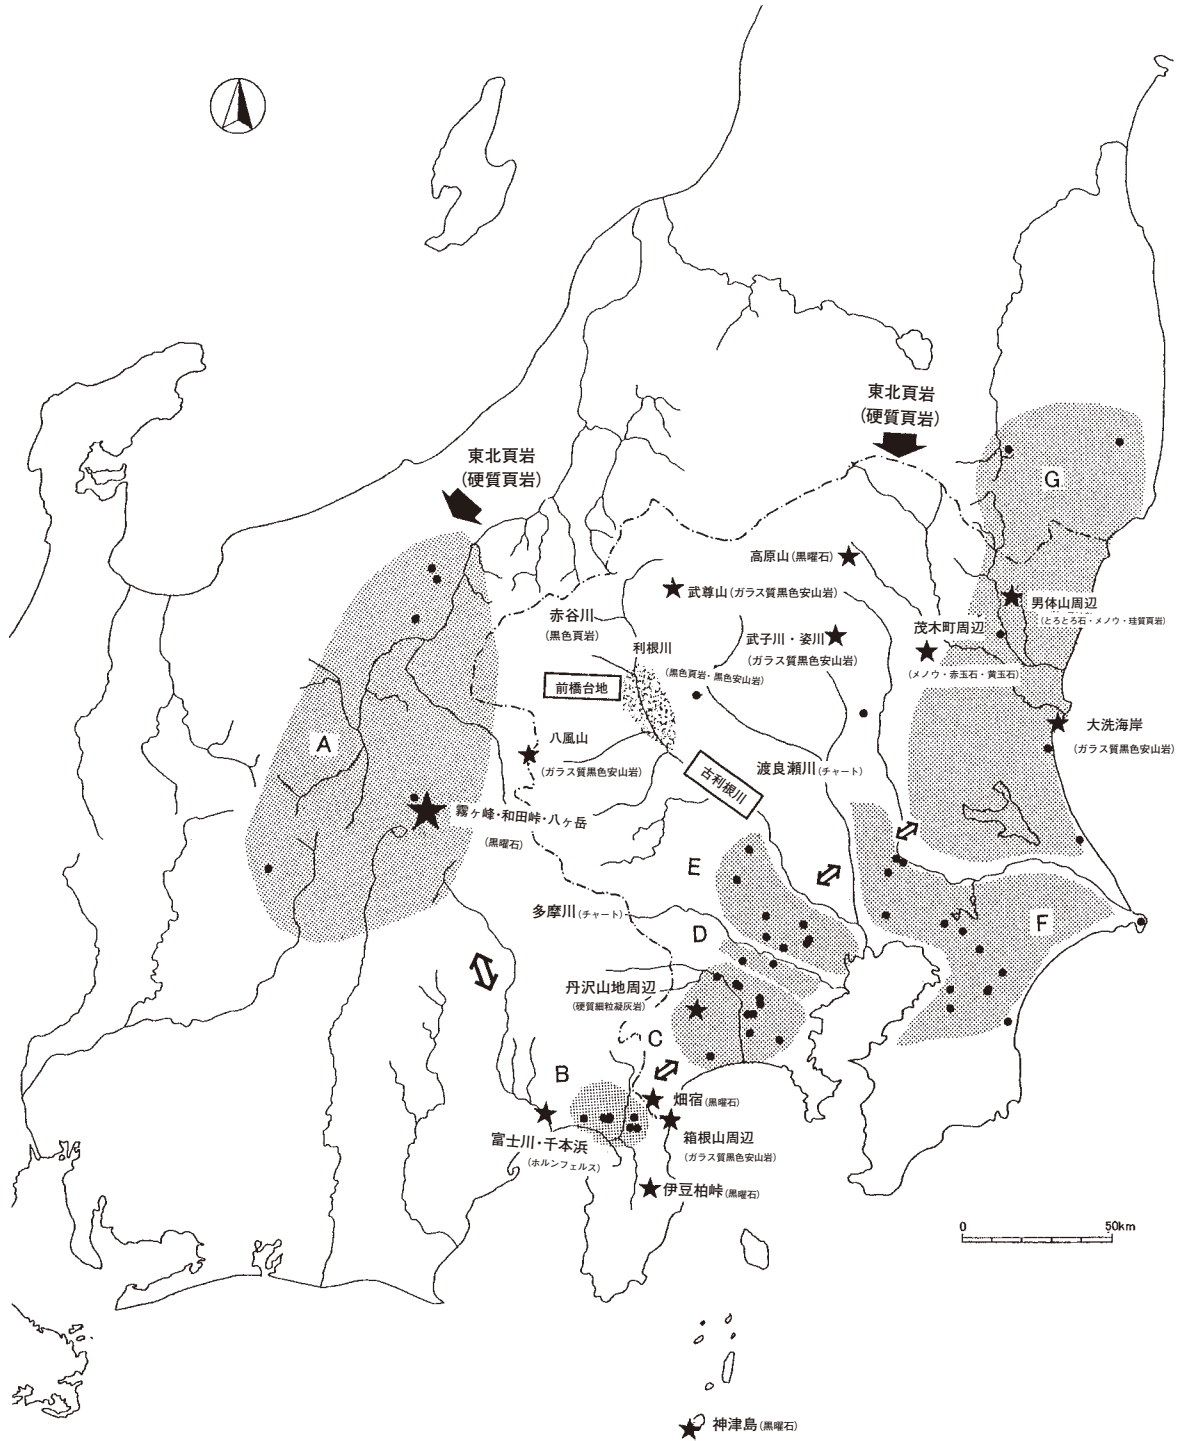 東北頁岩
(硬質頁岩)
東北頁岩
(硬質頁岩)
G
高原山(黒曜石)
武尊山(ガラス質黒色安山岩)
男体山周辺
(とろとろ石・メノウ・珪質頁岩)
赤谷川
(黒色頁岩)
茂木町周辺
(メノウ・赤玉石・黄玉石)
武子川・姿川
(ガラス質黒色安山岩)
利根川
(黒色頁岩・黒色安山岩)
前橋台地
大洗海岸
(ガラス質黒色安山岩)
A
八風山
(ガラス質黒色安山岩)
古利根川
渡良瀬川(チャート)
霧ヶ峰・和田峠・八ヶ岳
(黒曜石)
E
多摩川(チャート)
D
F
丹沢山地周辺
(硬質細粒凝灰岩)
C
B
畑宿(黒曜石)
富士川・千本浜
(ホルンフェルス)
箱根山周辺
(ガラス質黒色安山岩)
伊豆柏峠(黒曜石)
0 50km
神津島(黒曜石)